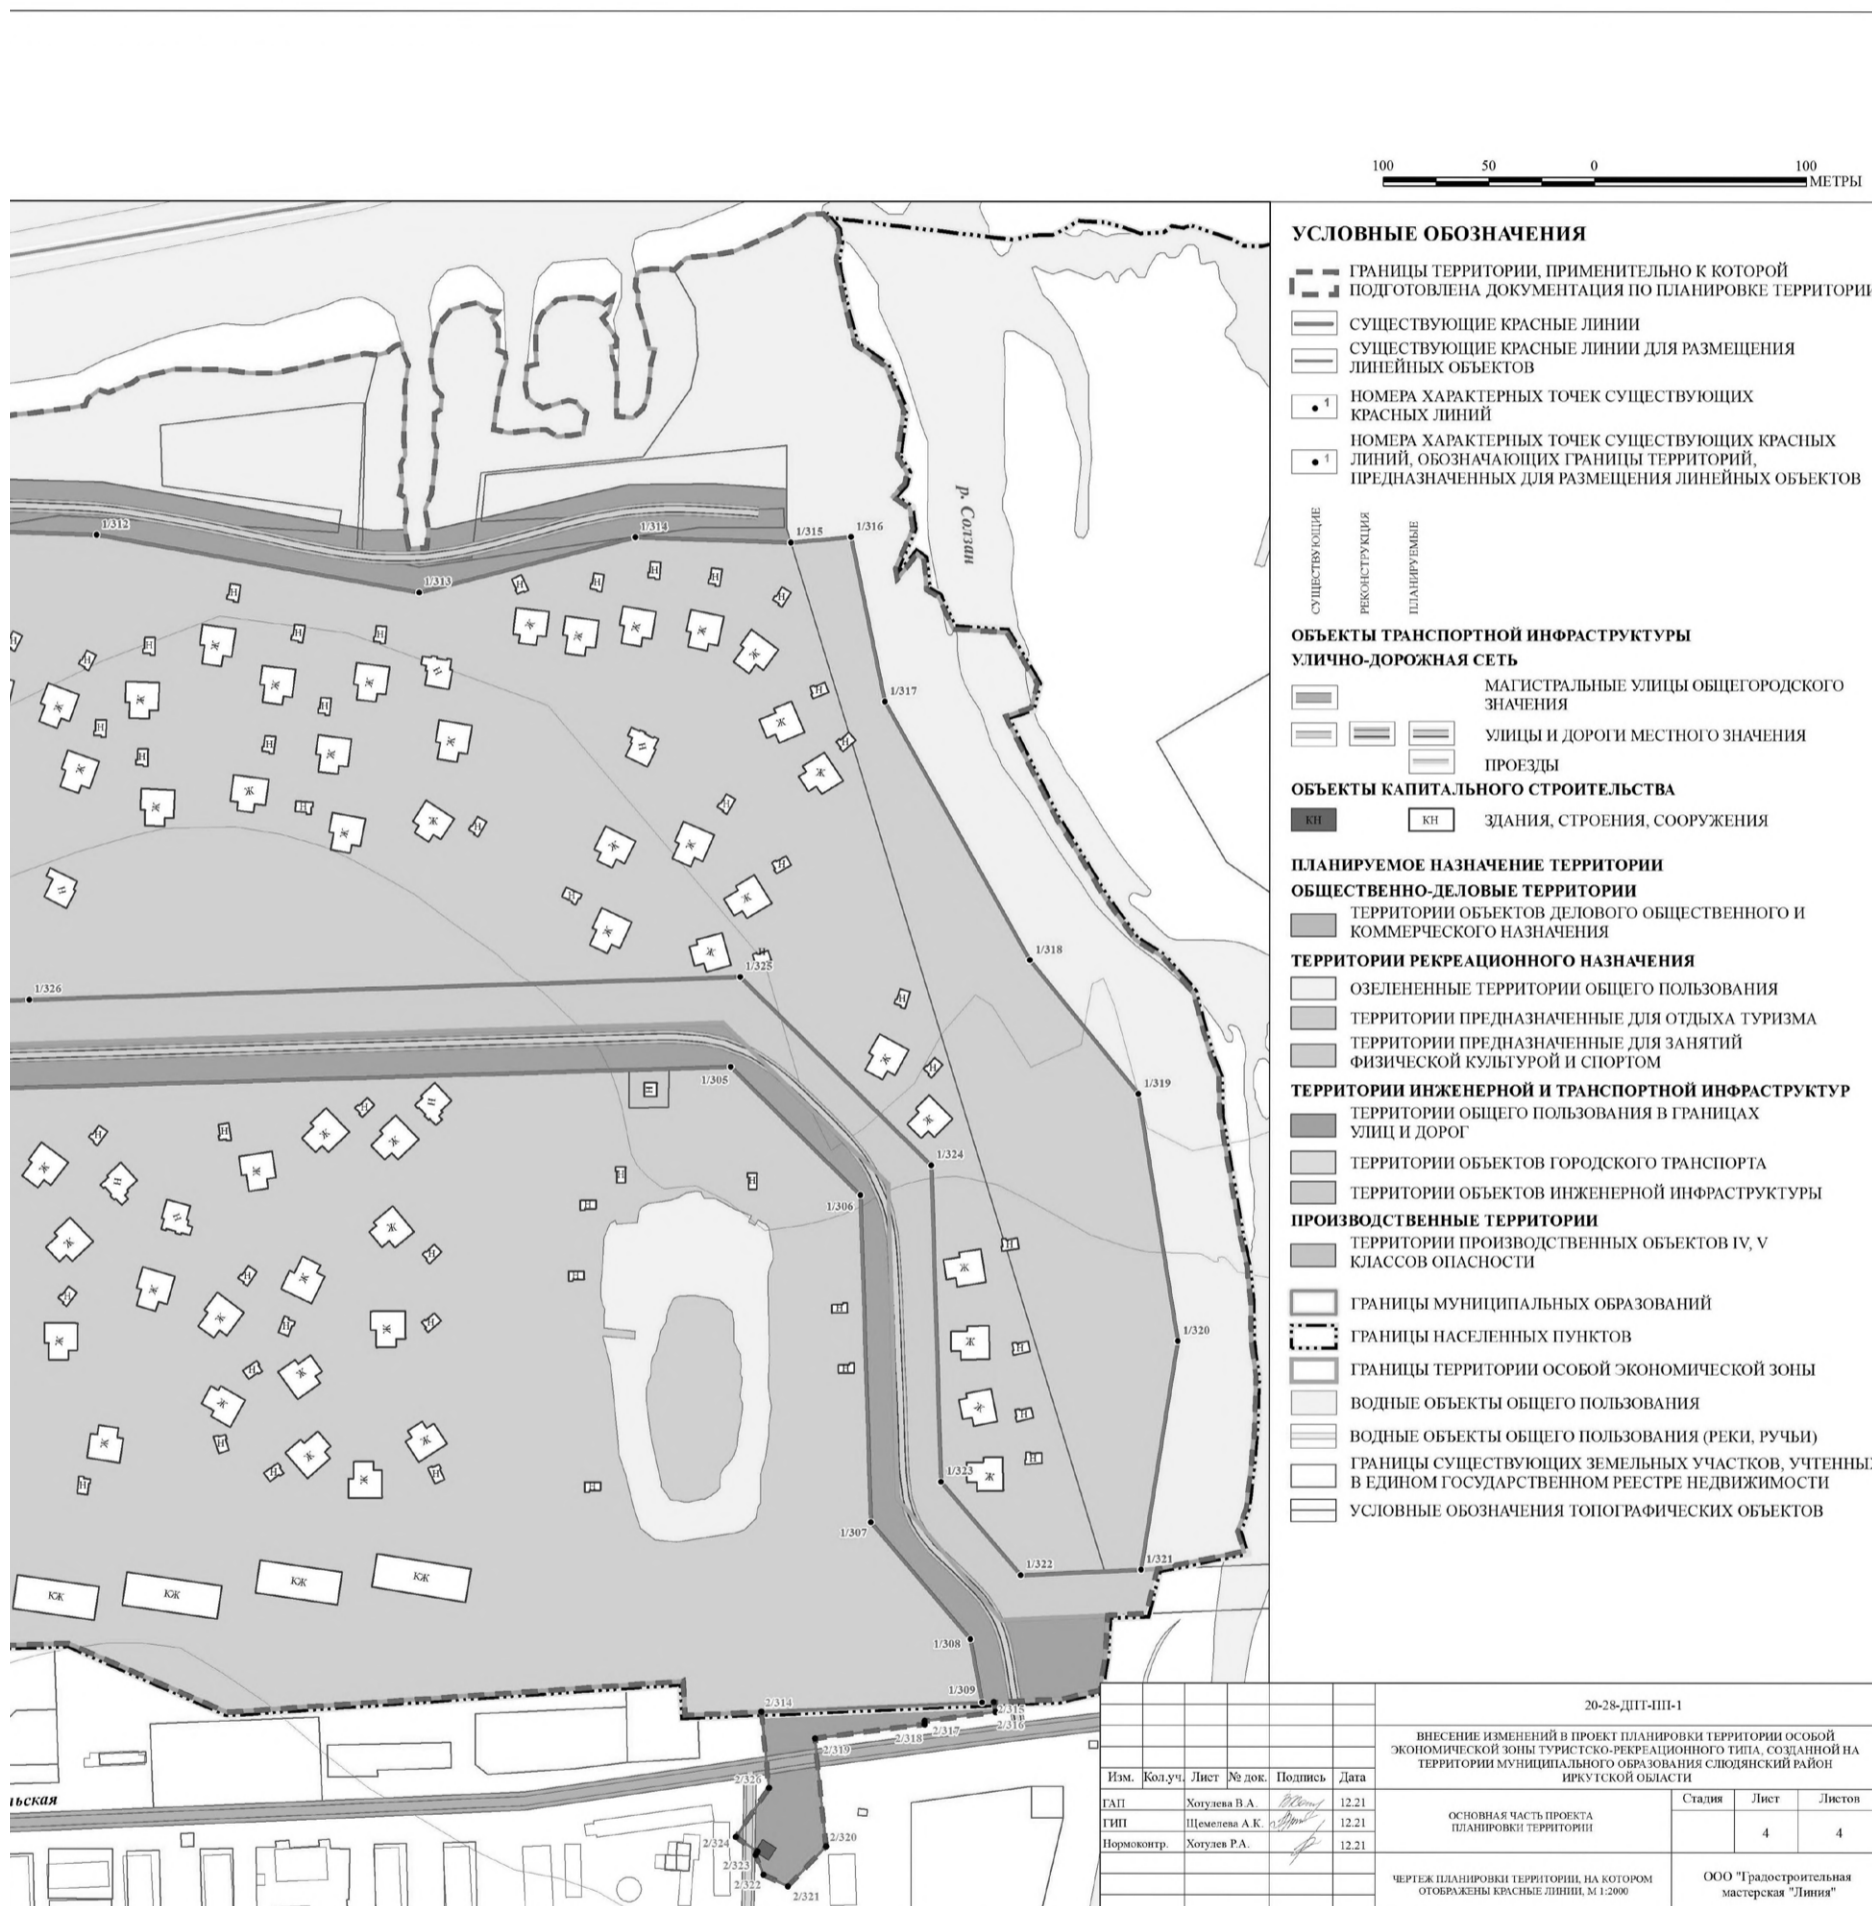 100 50 0 100
МЕТРЫ
УСЛОВНЫЕ ОБОЗНАЧЕНИЯ
ГРАНИЦЫ ТЕРРИТОРИИ, ПРИМЕНИТЕЛЬНО К КОТОРОЙ
ПОДГОТОВЛЕНА ДОКУМЕНТАЦИЯ ПО ПЛАНИРОВКЕ ТЕРРИТОРИИ
СУЩЕСТВУЮЩИЕ КРАСНЫЕ ЛИНИИ
СУЩЕСТВУЮЩИЕ КРАСНЫЕ ЛИНИИ ДЛЯ РАЗМЕЩЕНИЯ
ЛИНЕЙНЫХ ОБЪЕКТОВ
1 НОМЕРА ХАРАКТЕРНЫХ ТОЧЕК СУЩЕСТВУЮЩИХ
КРАСНЫХ ЛИНИЙ
НОМЕРА ХАРАКТЕРНЫХ ТОЧЕК СУЩЕСТВУЮЩИХ КРАСНЫХ
1 ЛИНИЙ, ОБОЗНАЧАЮЩИХ ГРАНИЦЫ ТЕРРИТОРИЙ,
ПРЕДНАЗНАЧЕННЫХ ДЛЯ РАЗМЕЩЕНИЯ ЛИНЕЙНЫХ ОБЪЕКТОВ
СУЩЕСТВУЮЩИЕ
РЕКОНСТРУКЦИЯ
ПЛАНИРУЕМЫЕ
ОБЪЕКТЫ ТРАНСПОРТНОЙ ИНФРАСТРУКТУРЫ
УЛИЧНО-ДОРОЖНАЯ СЕТЬ
МАГИСТРАЛЬНЫЕ УЛИЦЫ ОБЩЕГОРОДСКОГО
ЗНАЧЕНИЯ
УЛИЦЫ И ДОРОГИ МЕСТНОГО ЗНАЧЕНИЯ
ПРОЕЗДЫ
ОБЪЕКТЫ КАПИТАЛЬНОГО СТРОИТЕЛЬСТВА
КН КН ЗДАНИЯ, СТРОЕНИЯ, СООРУЖЕНИЯ
ПЛАНИРУЕМОЕ НАЗНАЧЕНИЕ ТЕРРИТОРИИ
ОБЩЕСТВЕННО-ДЕЛОВЫЕ ТЕРРИТОРИИ
ТЕРРИТОРИИ ОБЪЕКТОВ ДЕЛОВОГО ОБЩЕСТВЕННОГО И
КОММЕРЧЕСКОГО НАЗНАЧЕНИЯ
ТЕРРИТОРИИ РЕКРЕАЦИОННОГО НАЗНАЧЕНИЯ
ОЗЕЛЕНЕННЫЕ ТЕРРИТОРИИ ОБЩЕГО ПОЛЬЗОВАНИЯ
ТЕРРИТОРИИ ПРЕДНАЗНАЧЕННЫЕ ДЛЯ ОТДЫХА ТУРИЗМА
ТЕРРИТОРИИ ПРЕДНАЗНАЧЕННЫЕ ДЛЯ ЗАНЯТИЙ
ФИЗИЧЕСКОЙ КУЛЬТУРОЙ И СПОРТОМ
ТЕРРИТОРИИ ИНЖЕНЕРНОЙ И ТРАНСПОРТНОЙ ИНФРАСТРУКТУР
ТЕРРИТОРИИ ОБЩЕГО ПОЛЬЗОВАНИЯ В ГРАНИЦАХ
УЛИЦ И ДОРОГ
ТЕРРИТОРИИ ОБЪЕКТОВ ГОРОДСКОГО ТРАНСПОРТА
ТЕРРИТОРИИ ОБЪЕКТОВ ИНЖЕНЕРНОЙ ИНФРАСТРУКТУРЫ
ПРОИЗВОДСТВЕННЫЕ ТЕРРИТОРИИ
ТЕРРИТОРИИ ПРОИЗВОДСТВЕННЫХ ОБЪЕКТОВ IV, V
КЛАССОВ ОПАСНОСТИ
ГРАНИЦЫ МУНИЦИПАЛЬНЫХ ОБРАЗОВАНИЙ
ГРАНИЦЫ НАСЕЛЕННЫХ ПУНКТОВ
ГРАНИЦЫ ТЕРРИТОРИИ ОСОБОЙ ЭКОНОМИЧЕСКОЙ ЗОНЫ
ВОДНЫЕ ОБЪЕКТЫ ОБЩЕГО ПОЛЬЗОВАНИЯ
ВОДНЫЕ ОБЪЕКТЫ ОБЩЕГО ПОЛЬЗОВАНИЯ (РЕКИ, РУЧЬИ)
ГРАНИЦЫ СУЩЕСТВУЮЩИХ ЗЕМЕЛЬНЫХ УЧАСТКОВ, УЧТЕННЫХ
В ЕДИНОМ ГОСУДАРСТВЕННОМ РЕЕСТРЕ НЕДВИЖИМОСТИ
УСЛОВНЫЕ ОБОЗНАЧЕНИЯ ТОПОГРАФИЧЕСКИХ ОБЪЕКТОВ
р. Солзан
1/312
1/313
1/314
1/315
1/316
1/317
1/318
1/319
1/320
1/321
1/322
1/323
1/324
1/325
1/326
1/305
1/306
1/307
1/308
1/309
2/314
2/315
2/316
2/317
2/318
2/319
2/320
2/321
2/322
2/323
2/324
2/326
КЖ КЖ КЖ КЖ
ьская
20-28-ДПТ-ПП-1
ВНЕСЕНИЕ ИЗМЕНЕНИЙ В ПРОЕКТ ПЛАНИРОВКИ ТЕРРИТОРИИ ОСОБОЙ
ЭКОНОМИЧЕСКОЙ ЗОНЫ ТУРИСТСКО-РЕКРЕАЦИОННОГО ТИПА, СОЗДАННОЙ НА
ТЕРРИТОРИИ МУНИЦИПАЛЬНОГО ОБРАЗОВАНИЯ СЛЮДЯНСКИЙ РАЙОН
ИРКУТСКОЙ ОБЛАСТИ
Изм. Кол.уч. Лист № док. Подпись Дата
ГАП Хотулева В.А. 12.21
ГИП Щемелева А.К. 12.21
Нормоконтр. Хотулев Р.А. 12.21
ОСНОВНАЯ ЧАСТЬ ПРОЕКТА
ПЛАНИРОВКИ ТЕРРИТОРИИ
Стадия Лист Листов
4 4
ЧЕРТЕЖ ПЛАНИРОВКИ ТЕРРИТОРИИ, НА КОТОРОМ
ОТОБРАЖЕНЫ КРАСНЫЕ ЛИНИИ, М 1:2000
ООО "Градостроительная
мастерская "Линия"